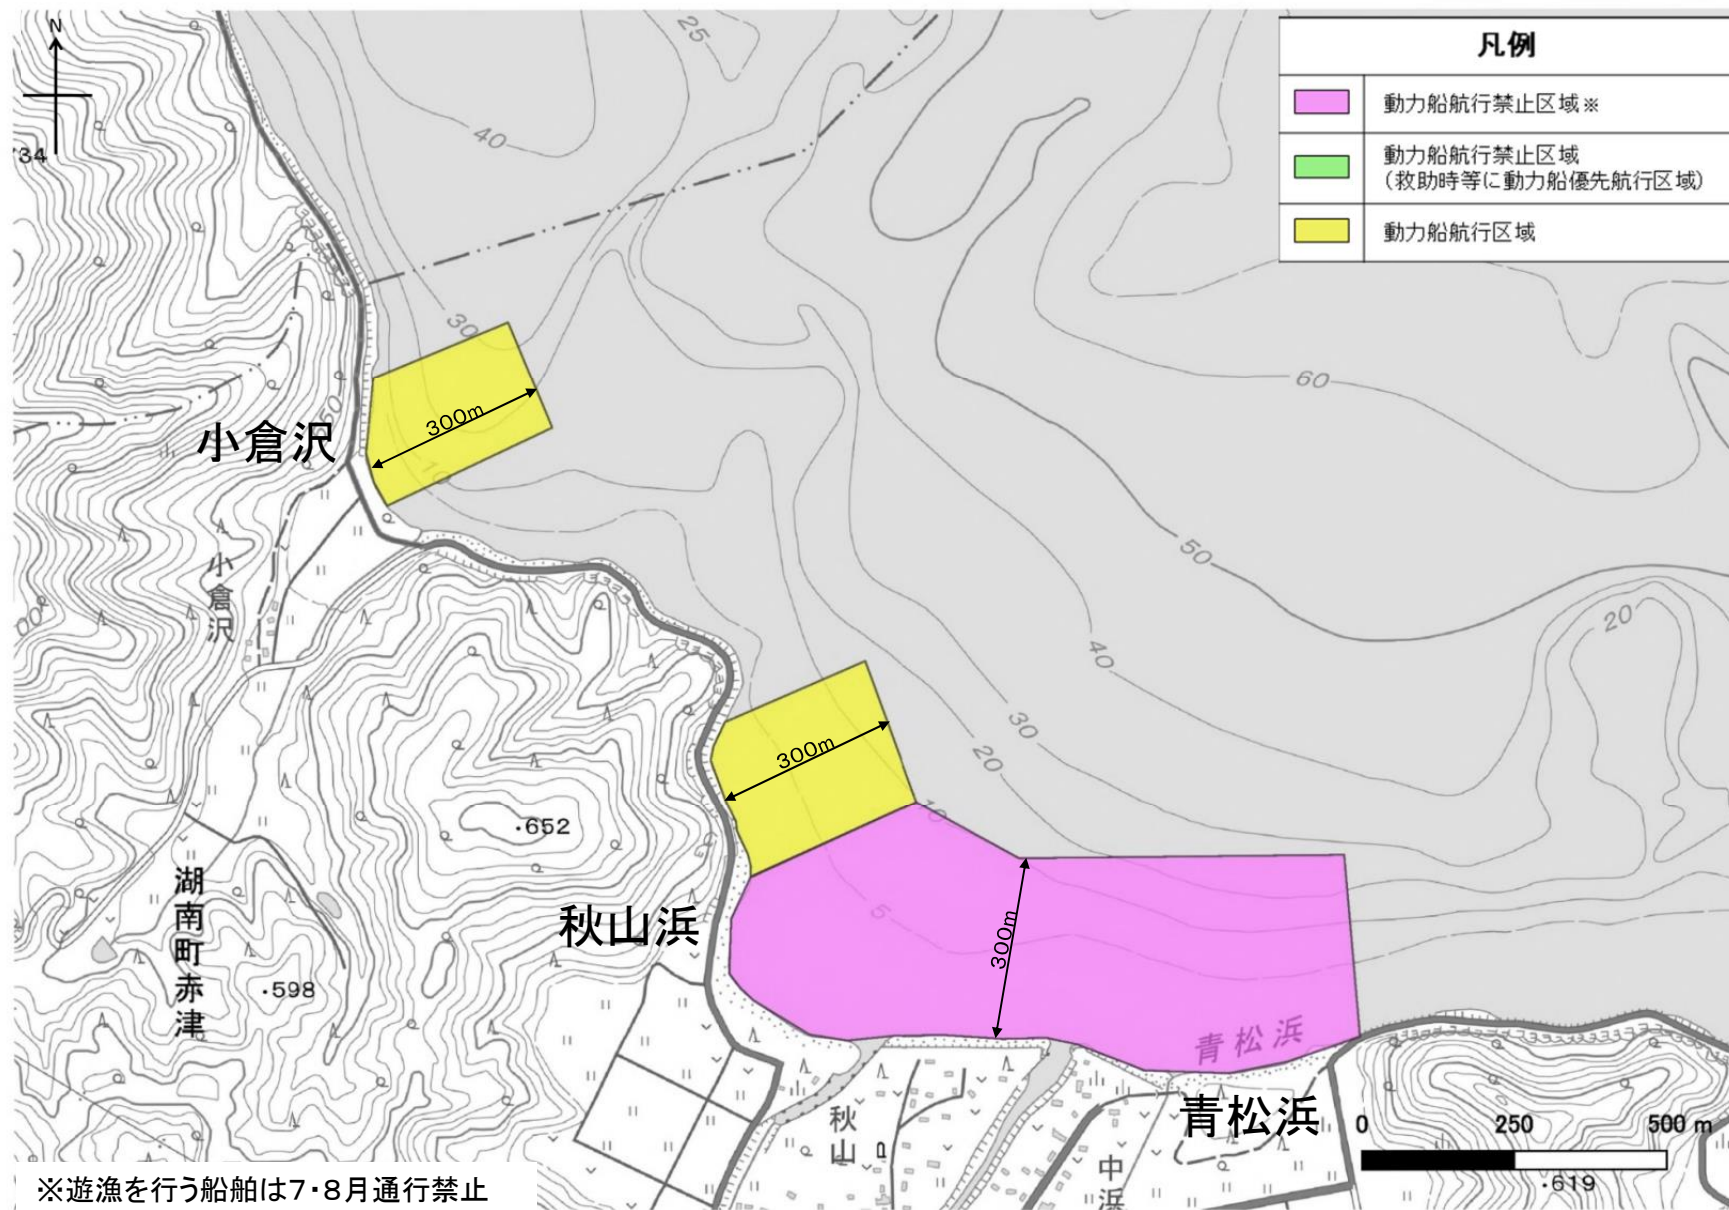 N
25
凡例
動力船航行禁止区域※
動力船航行禁止区域
(救助時等に動力船優先航行区域)
動力船航行区域
40
34
30
60
300m
小倉沢
50
10
50
小倉沢
00
20
40
30
300m
20
10
・652
湖南町赤津
秋山浜
5
300m
・598
青松浜
青松浜
秋山
中浜
0 250 500 m
・619
※遊漁を行う船舶は7・8月通行禁止